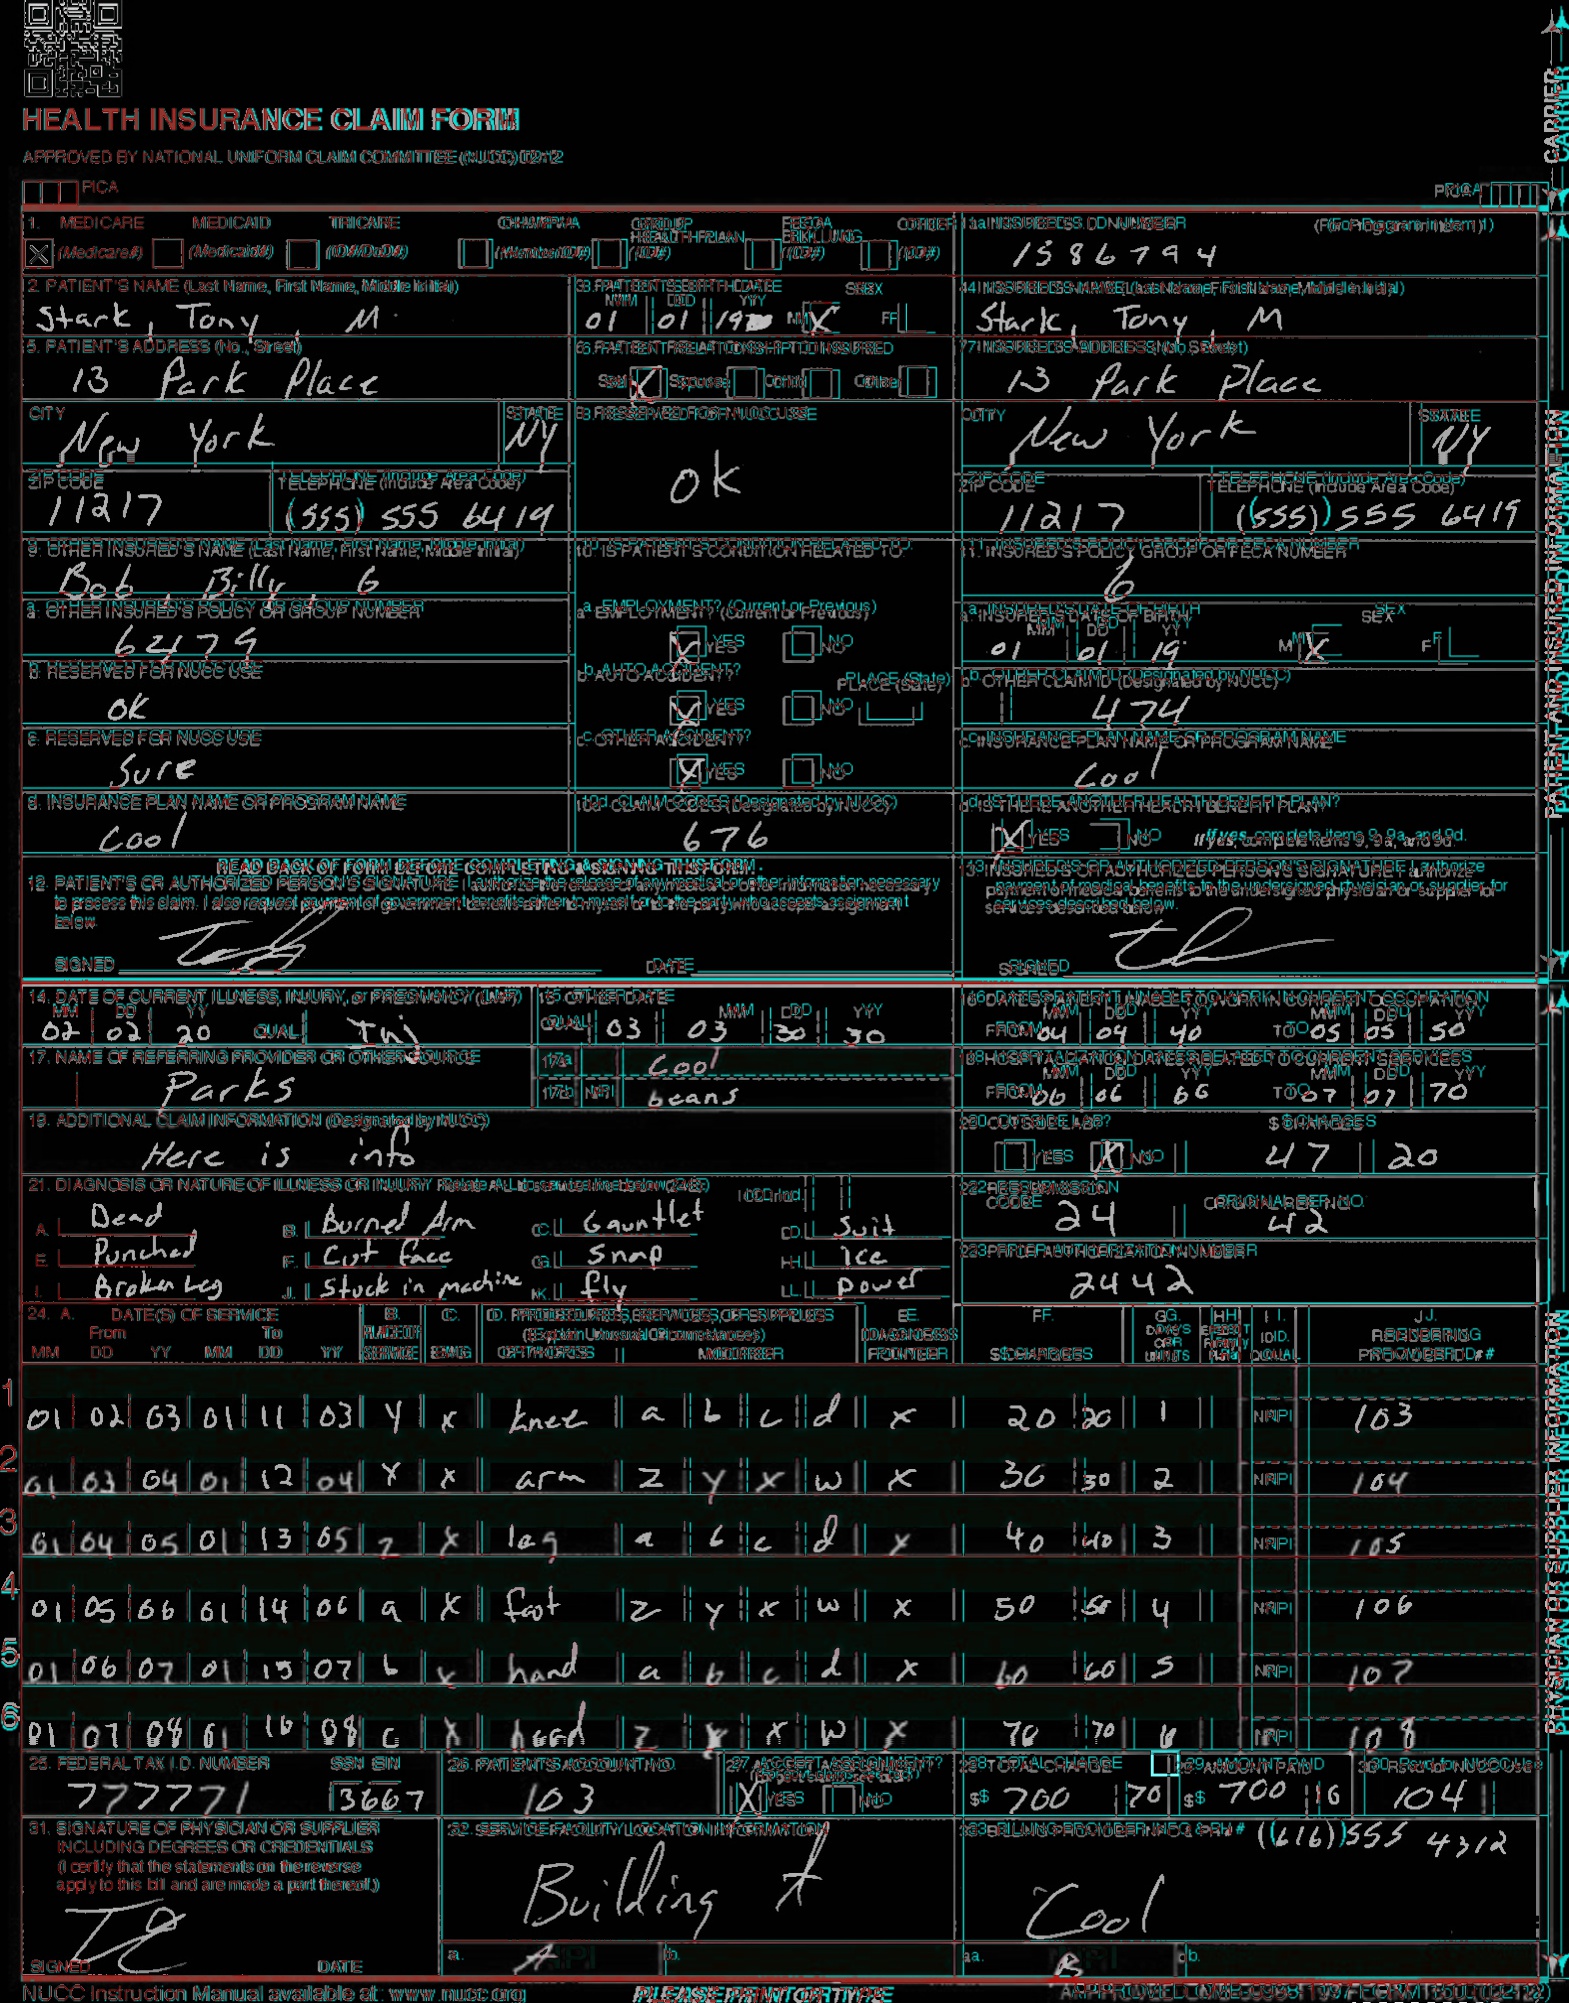 HEALTH INSURANCE CLAIM FORM
APPROVED BY NATIONAL UNIFORM CLAIM COMMITTEE (NUCC) 02/12
PICA PICA
CARRIER
1. MEDICARE MEDICAID TRICARE CHAMPVA GROUP HEALTH PLAN FECA BLK LUNG OTHER 1a. INSURED'S I.D. NUMBER (For Program in Item 1)
X (Medicare#) (Medicaid#) (ID#/DoD#) (Member ID#) (ID#) (ID#) (ID#) 1586794
2. PATIENT'S NAME (Last Name, First Name, Middle Initial) 3. PATIENT'S BIRTH DATE SEX 4. INSURED'S NAME (Last Name, First Name, Middle Initial)
MM DD YY
Stark, Tony, M 01 01 19 M X F Stark, Tony, M
5. PATIENT'S ADDRESS (No., Street) 6. PATIENT RELATIONSHIP TO INSURED 7. INSURED'S ADDRESS (No., Street)
13 Park Place Self X Spouse Child Other 13 Park Place
CITY STATE 8. RESERVED FOR NUCC USE CITY STATE
New York NY ok New York NY
ZIP CODE TELEPHONE (Include Area Code) ZIP CODE TELEPHONE (Include Area Code)
11217 (555) 555 6419 11217 (555) 555 6419
9. OTHER INSURED'S NAME (Last Name, First Name, Middle Initial) 10. IS PATIENT'S CONDITION RELATED TO: 11. INSURED'S POLICY GROUP OR FECA NUMBER
Bob Billy G 6
a. OTHER INSURED'S POLICY OR GROUP NUMBER a. EMPLOYMENT? (Current or Previous) a. INSURED'S DATE OF BIRTH SEX
MM DD YY
62179 X YES NO 01 01 19 M X F
b. RESERVED FOR NUCC USE b. AUTO ACCIDENT? PLACE (State) b. OTHER CLAIM ID (Designated by NUCC)
ok X YES NO 474
c. RESERVED FOR NUCC USE c. OTHER ACCIDENT? c. INSURANCE PLAN NAME OR PROGRAM NAME
Sure X YES NO Cool
d. INSURANCE PLAN NAME OR PROGRAM NAME 10d. CLAIM CODES (Designated by NUCC) d. IS THERE ANOTHER HEALTH BENEFIT PLAN?
Cool 676 X YES NO If yes, complete items 9, 9a, and 9d.
READ BACK OF FORM BEFORE COMPLETING & SIGNING THIS FORM.
12. PATIENT'S OR AUTHORIZED PERSON'S SIGNATURE I authorize the release of any medical or other information necessary
to process this claim. I also request payment of government benefits either to myself or to the party who accepts assignment
below.
SIGNED DATE
13. INSURED'S OR AUTHORIZED PERSON'S SIGNATURE I authorize
payment of medical benefits to the undersigned physician or supplier for
services described below.
SIGNED
PATIENT AND INSURED INFORMATION
14. DATE OF CURRENT ILLNESS, INJURY, or PREGNANCY (LMP) 15. OTHER DATE 16. DATES PATIENT UNABLE TO WORK IN CURRENT OCCUPATION
MM DD YY MM DD YY MM DD YY MM DD YY
02 02 20 QUAL. Inj QUAL. 03 03 30 30 FROM 04 04 40 TO 05 05 50
17. NAME OF REFERRING PROVIDER OR OTHER SOURCE 17a. Cool 18. HOSPITALIZATION DATES RELATED TO CURRENT SERVICES
MM DD YY MM DD YY
Parks 17b. NPI beans FROM 06 06 66 TO 07 07 70
19. ADDITIONAL CLAIM INFORMATION (Designated by NUCC) 20. OUTSIDE LAB? $ CHARGES
Here is info YES X NO 47 20
21. DIAGNOSIS OR NATURE OF ILLNESS OR INJURY Relate A-L to service line below (24E) ICD Ind. 22. RESUBMISSION CODE ORIGINAL REF. NO.
A. Dead B. Burned Arm C. Gauntlet D. Suit 24 42
E. Punched F. Cut face G. Snap H. Ice 23. PRIOR AUTHORIZATION NUMBER
I. Broken Leg J. Stuck in machine K. fly L. power 2442
24. A. DATE(S) OF SERVICE B. C. D. PROCEDURES, SERVICES, OR SUPPLIES E. F. G. H. I. J.
From To PLACE OF (Explain Unusual Circumstances) DIAGNOSIS DAYS OR EPSDT Family ID. RENDERING
MM DD YY MM DD YY SERVICE EMG CPT/HCPCS MODIFIER POINTER $ CHARGES UNITS Plan QUAL. PROVIDER ID. #
1 01 02 03 01 11 03 y x knee a b c d x 20 20 1 NPI 103
2 01 03 04 01 12 04 x x arm z y x w x 30 30 2 NPI 104
3 01 04 05 01 13 05 z x leg a b c d x 40 40 3 NPI 105
4 01 05 06 01 14 06 a x foot z y x w x 50 50 4 NPI 106
5 01 06 07 01 15 07 b x hand a b c d x 60 60 5 NPI 107
6 01 07 08 01 16 08 c x head z y x w x 70 70 6 NPI 108
25. FEDERAL TAX I.D. NUMBER SSN EIN 26. PATIENT'S ACCOUNT NO. 27. ACCEPT ASSIGNMENT? 28. TOTAL CHARGE 29. AMOUNT PAID 30. Rsvd for NUCC Use
777771 3667 103 X YES NO $ 700 70 $ 700 16 104
31. SIGNATURE OF PHYSICIAN OR SUPPLIER
INCLUDING DEGREES OR CREDENTIALS
(I certify that the statements on the reverse
apply to this bill and are made a part thereof.)
SIGNED DATE
32. SERVICE FACILITY LOCATION INFORMATION
Building A
a. A b.
33. BILLING PROVIDER INFO & PH # (616) 555 4312
Cool
a. B b.
PHYSICIAN OR SUPPLIER INFORMATION
NUCC Instruction Manual available at: www.nucc.org PLEASE PRINT OR TYPE